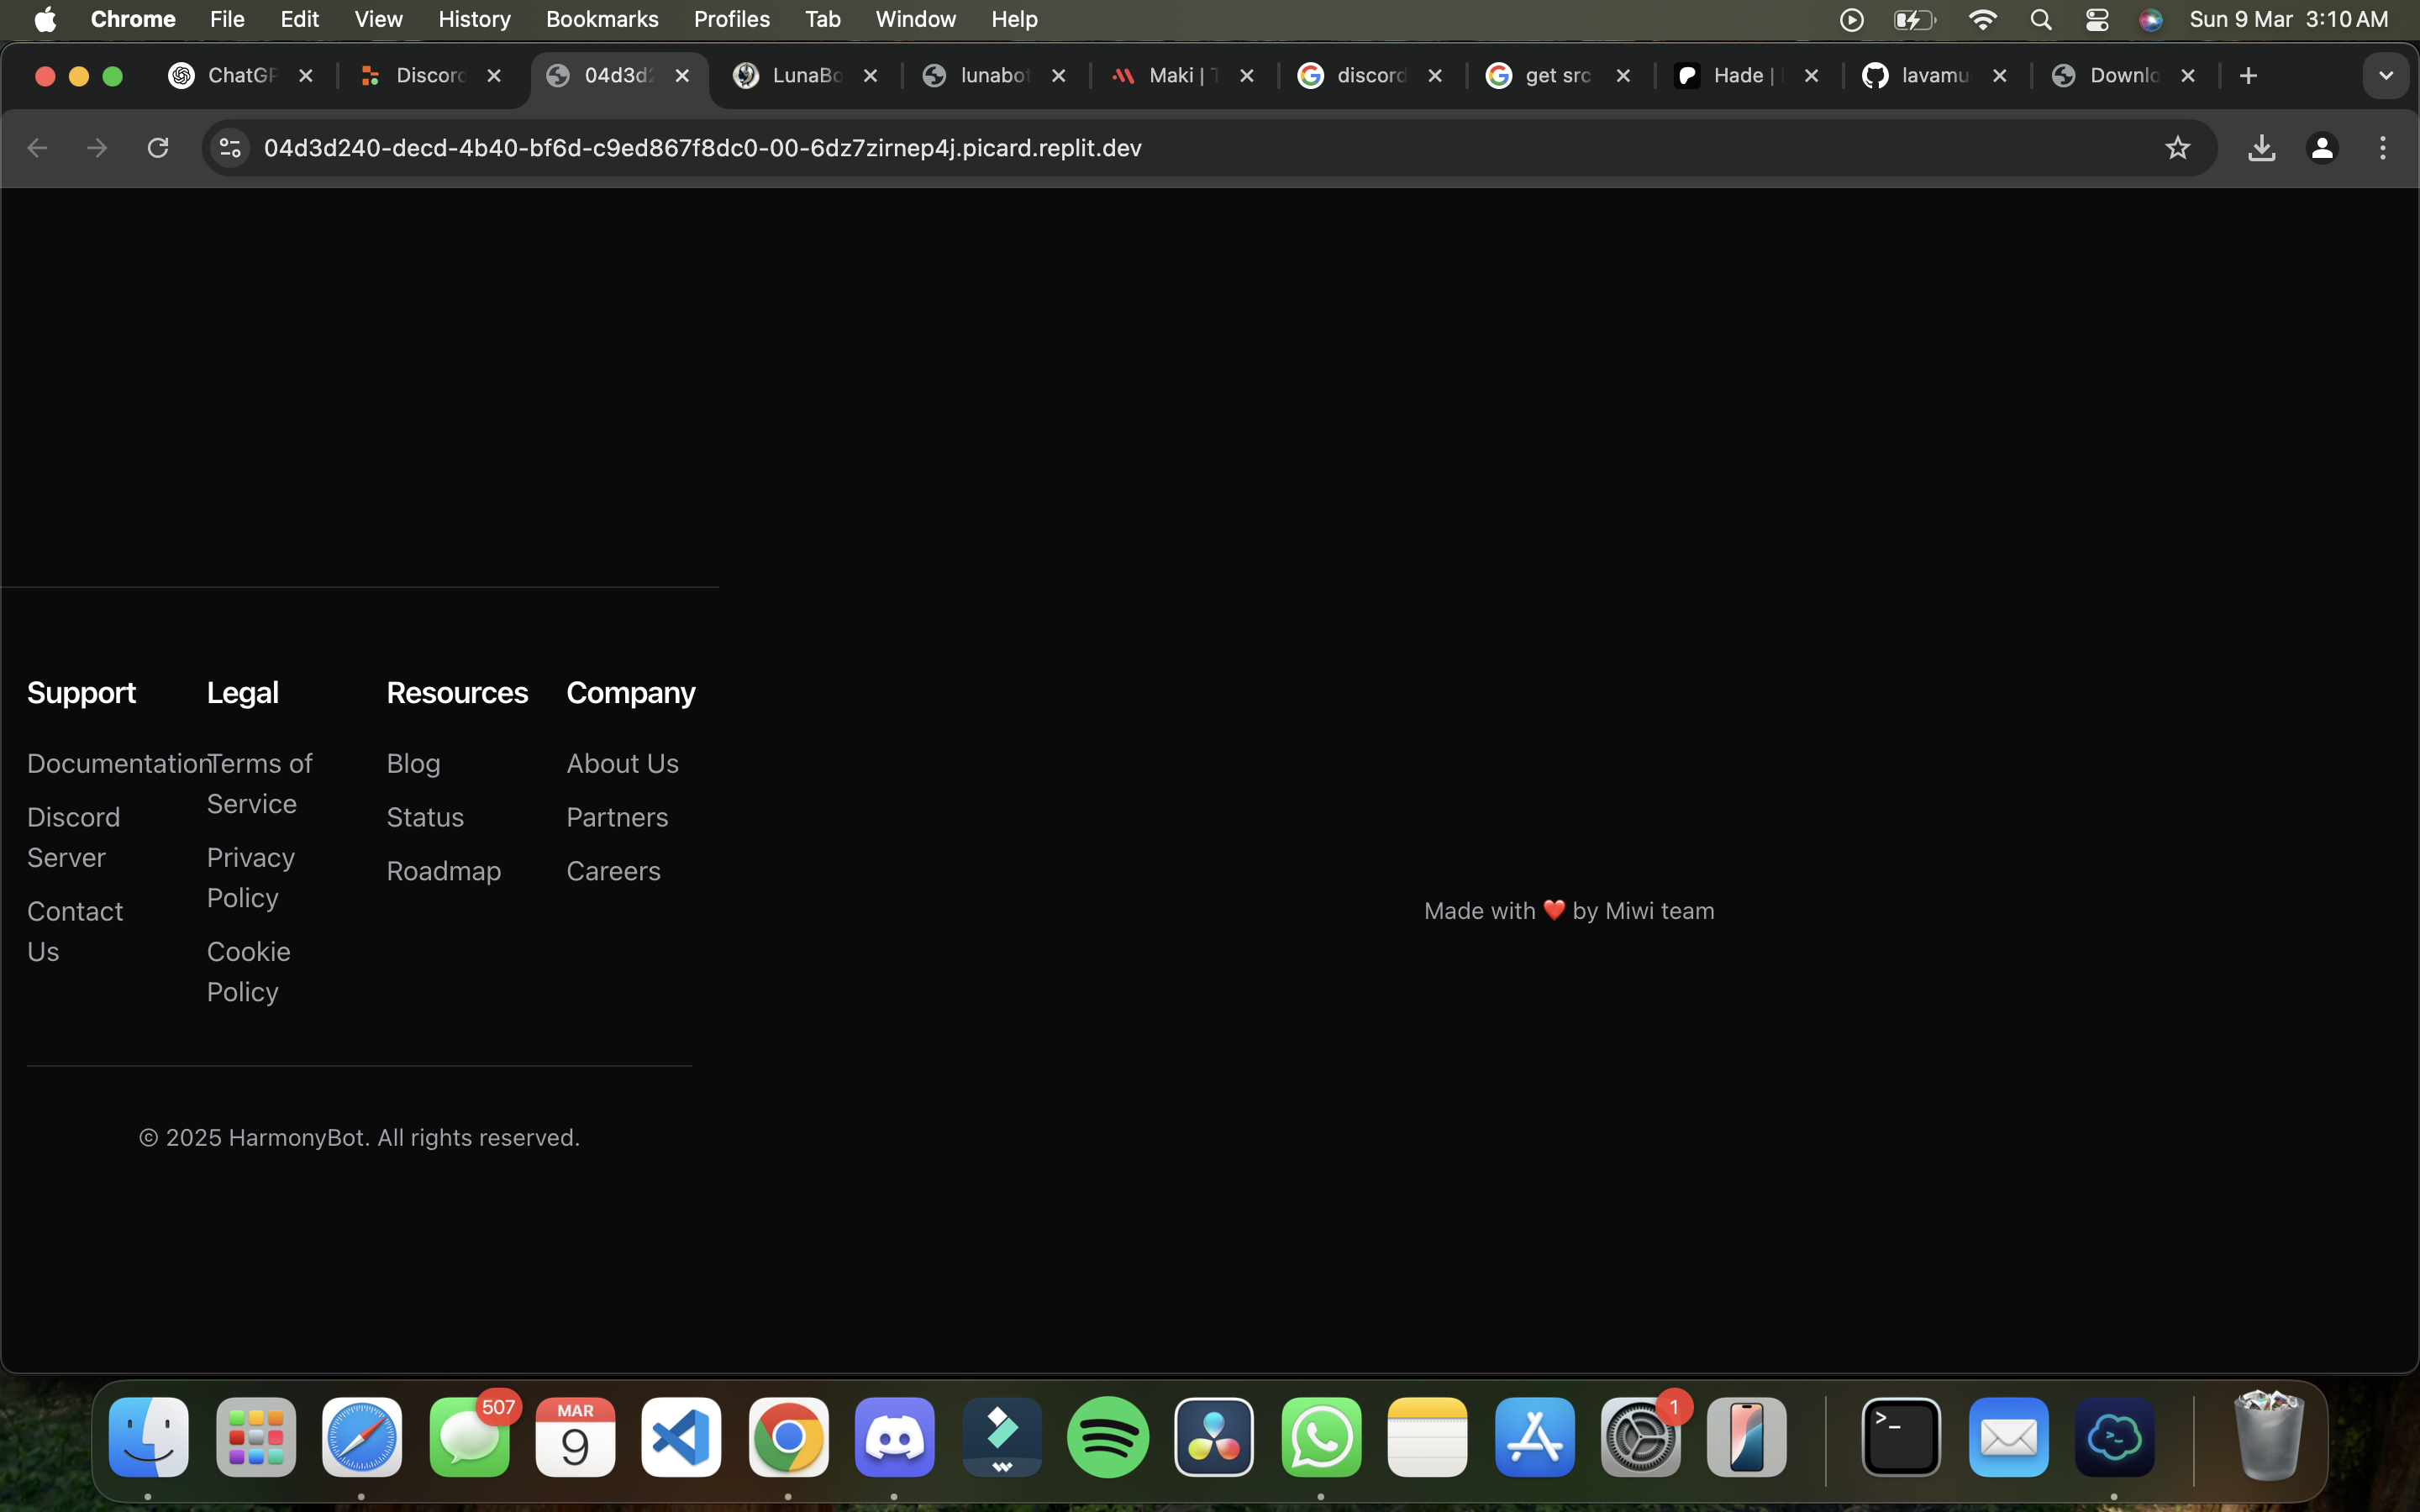 Chrome File Edit View History Bookmarks Profiles Tab Window Help Sun 9 Mar 3:10 AM
ChatGP Discord 04d3d2 LunaBo lunabot Maki | T discord get src Hade | lavamu Downlo
04d3d240-decd-4b40-bf6d-c9ed867f8dc0-00-6dz7zirnep4j.picard.replit.dev
Support
Documentation
Discord
Server
Contact
Us
Legal
Terms of
Service
Privacy
Policy
Cookie
Policy
Resources
Blog
Status
Roadmap
Company
About Us
Partners
Careers
Made with ❤️ by Miwi team
© 2025 HarmonyBot. All rights reserved.
507
MAR
9
1
>_